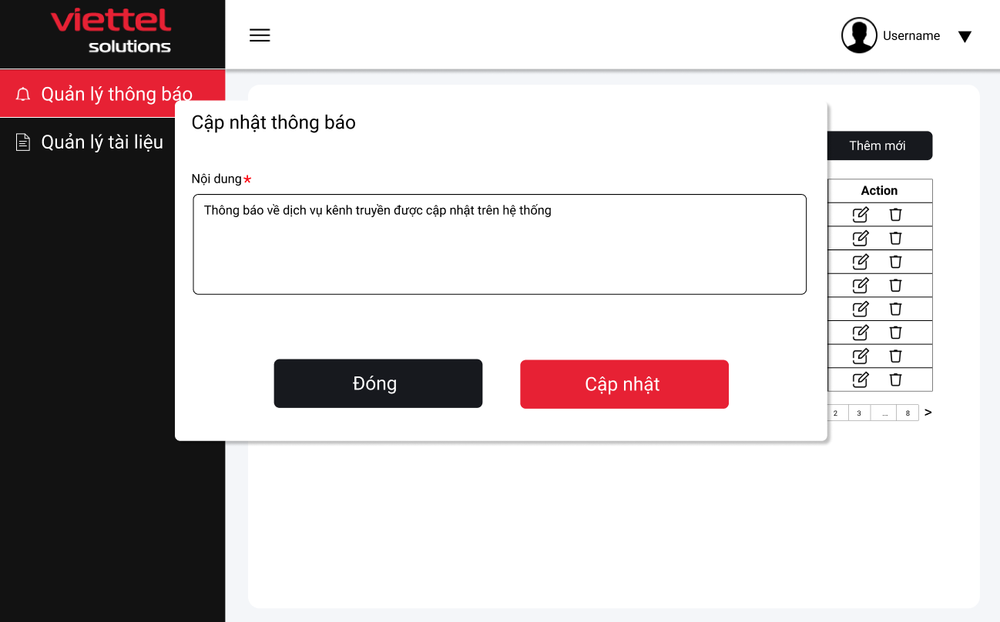 viettel
solutions
Username
Quản lý thông báo
Quản lý tài liệu
Cập nhật thông báo
Thêm mới
Nội dung*
Action
Thông báo về dịch vụ kênh truyền được cập nhật trên hệ thống
Đóng
Cập nhật
2 3 ... 8 >